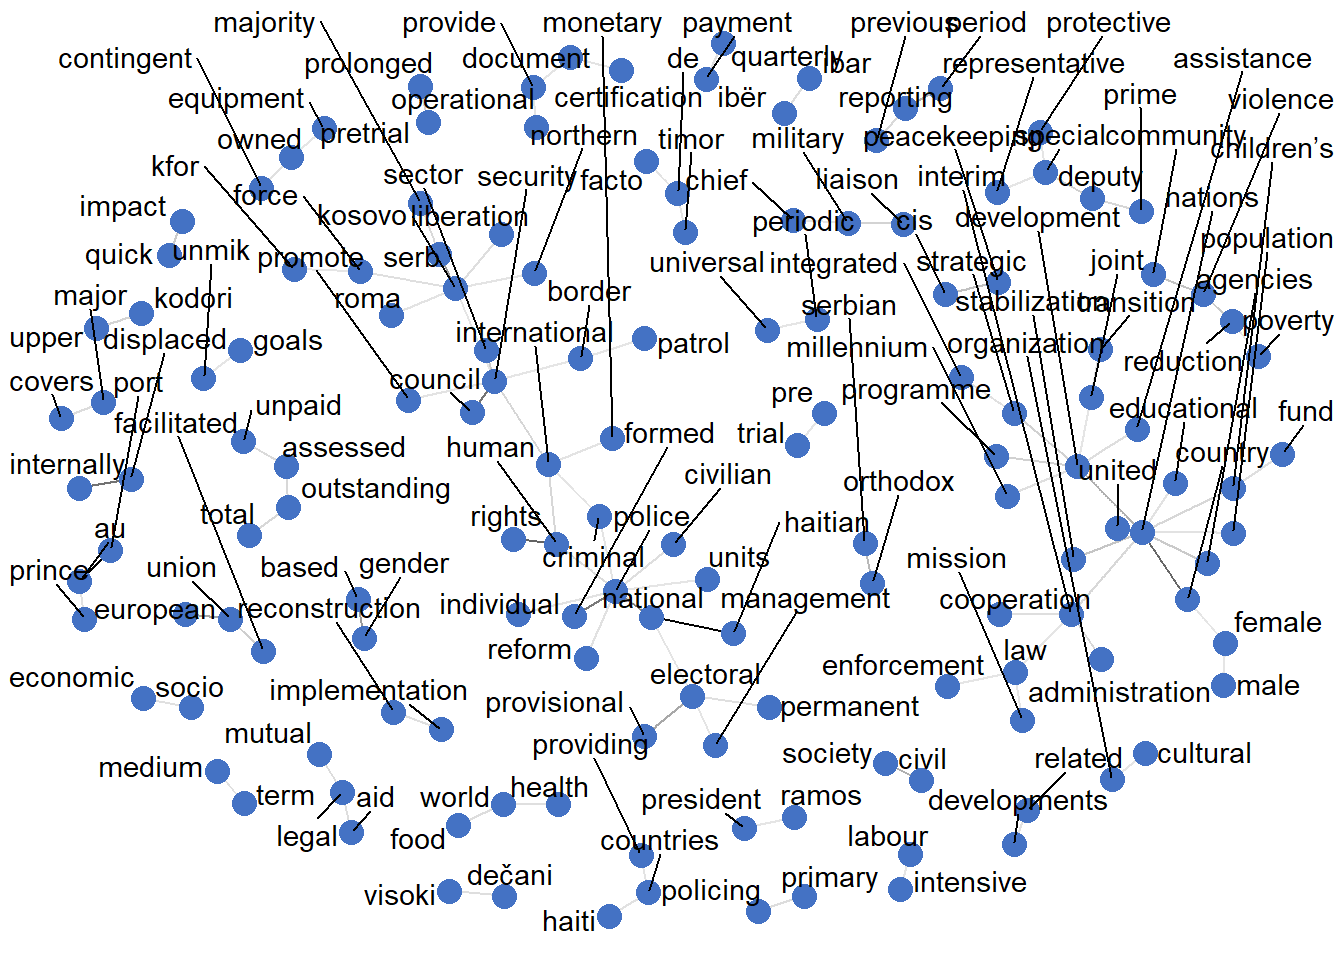 majority
provide
monetary
payment
previous
period
protective
contingent
prolonged
document
de
quarterly
ibar
representative
assistance
equipment
operational
certification
ibër
reporting
prime
violence
owned
pretrial
northern
timor
military
peacekeeping
special
community
children’s
kfor
force
sector
security
facto
chief
liaison
interim
deputy
nations
impact
kosovo
liberation
periodic
cis
development
population
quick
unmik
promote
serb
universal
integrated
strategic
joint
agencies
major
kodori
roma
border
serbian
stabilization
transition
poverty
upper
displaced
goals
international
patrol
millennium
organization
reduction
covers
port
council
pre
programme
educational
fund
facilitated
unpaid
assessed
human
formed
trial
country
internally
outstanding
civilian
orthodox
united
au
total
rights
police
haitian
mission
prince
union
based
gender
criminal
units
cooperation
european
reconstruction
individual
national
management
female
economic
socio
implementation
reform
electoral
enforcement
law
administration
male
mutual
provisional
permanent
medium
term
providing
society
civil
related
cultural
legal
aid
world
health
president
ramos
developments
food
countries
labour
visoki
dečani
haiti
policing
primary
intensive